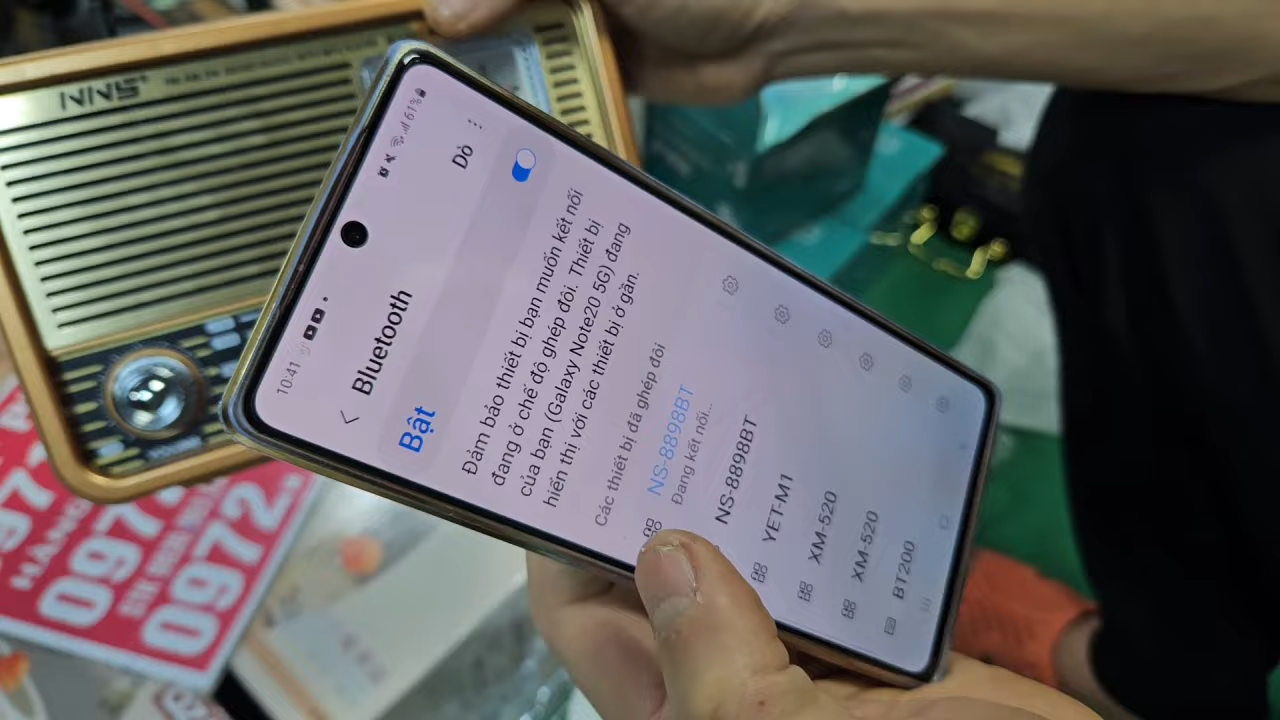 NNS
10:41
61%
Bluetooth
Dò
Bật
Đảm bảo thiết bị bạn muốn kết nối
đang ở chế độ ghép đôi. Thiết bị
của bạn (Galaxy Note20 5G) đang
hiển thị với các thiết bị ở gần.
Các thiết bị đã ghép đôi
NS-8898BT
Đang kết nối...
NS-8898BT
YET-M1
XM-520
XM-520
BT200
HÀNG
0972
0972.